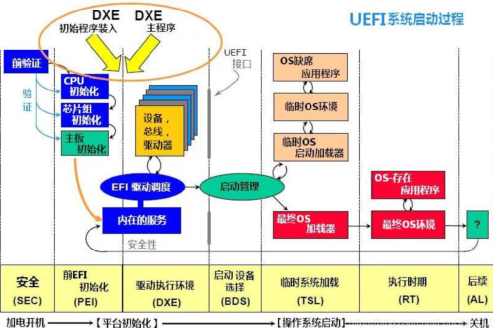 DXE DXE
初始程序装入 主程序
UEFI系统启动过程
UEFI
接口
前验证
验证
CPU
初始化
芯片组
初始化
主板
初始化
设备，
总线，
驱动器
OS缺席
应用程序
临时OS环境
临时OS
启动加载器
EFI 驱动调度
启动管理
OS-存在
应用程序
内在的服务
最终OS
加载器
最终OS环境
?
安全性
安全
(SEC)
前EFI
初始化
(PEI)
驱动执行环境
(DXE)
启动 设备
选择
(BDS)
临时系统加载
(TSL)
执行时期
(RT)
后续
(AL)
加电开机 【 平台初始化 】 【操作系统启动】 关机